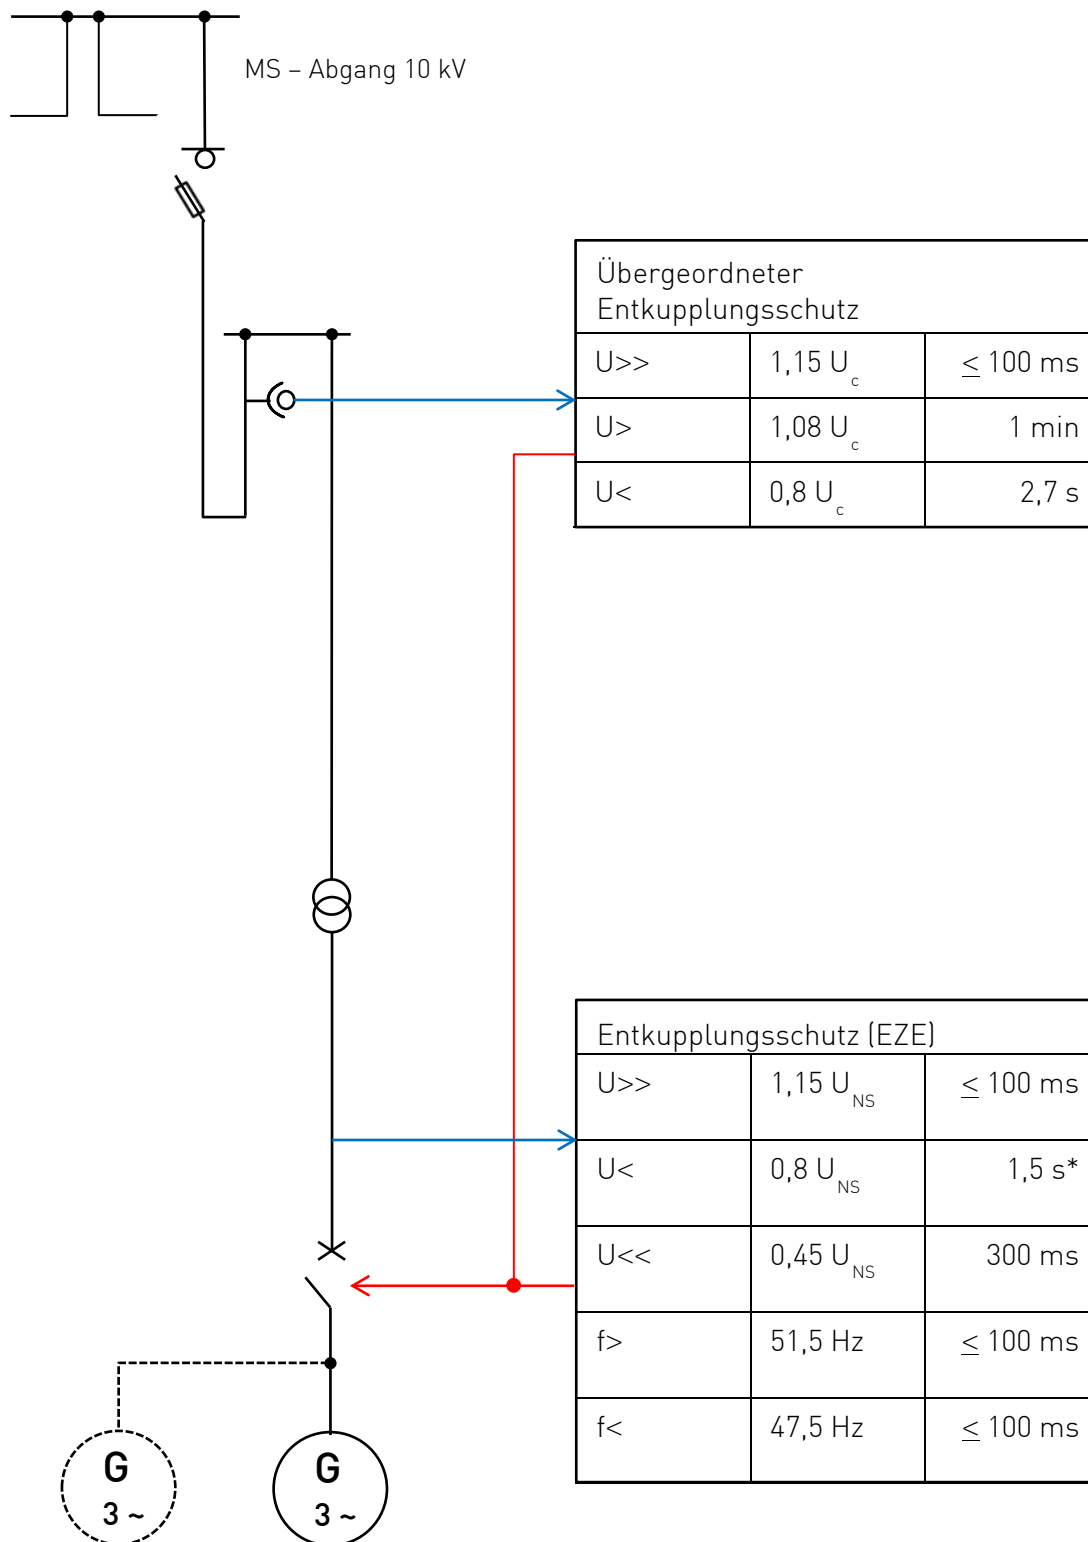 MS – Abgang 10 kV
Übergeordneter
Entkupplungsschutz
U>> 1,15 Uc ≤ 100 ms
U> 1,08 Uc 1 min
U< 0,8 Uc 2,7 s
Entkupplungsschutz (EZE)
U>> 1,15 UNS ≤ 100 ms
U< 0,8 UNS 1,5 s*
U<< 0,45 UNS 300 ms
f> 51,5 Hz ≤ 100 ms
f< 47,5 Hz ≤ 100 ms
G
3 ~
G
3 ~